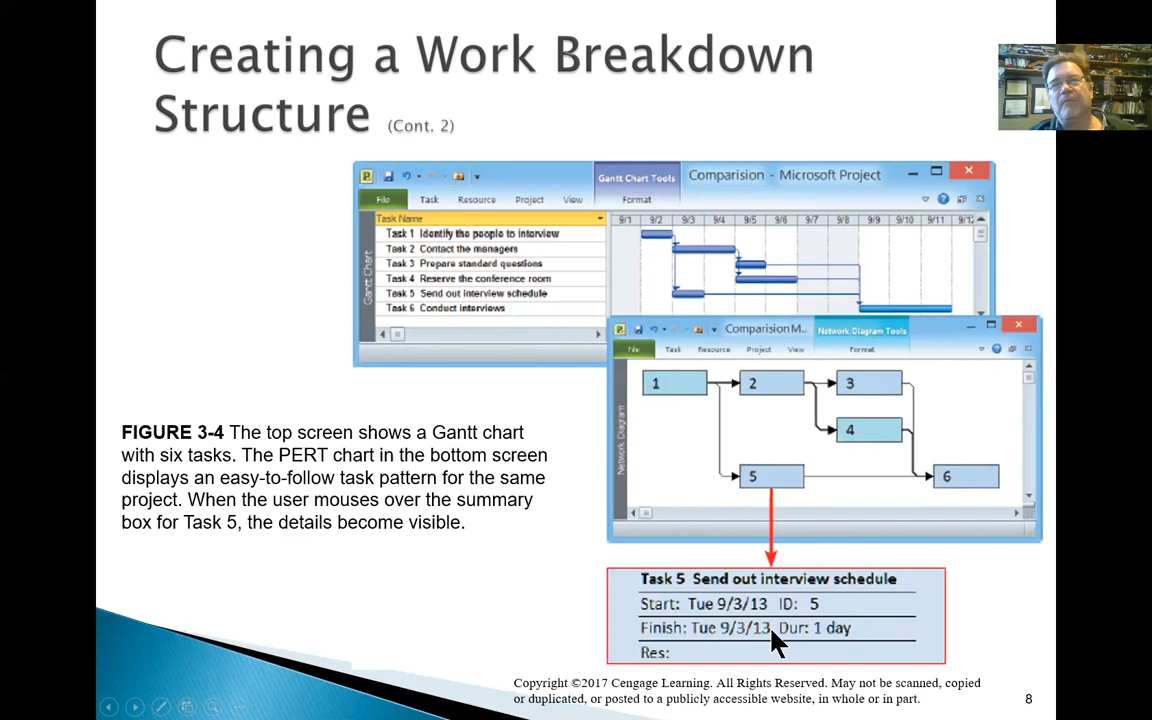 Creating a Work Breakdown
Structure (Cont. 2)
Gantt Chart Tools
Comparision - Microsoft Project
File Task Resource Project View Format
Task Name
9/1 9/2 9/3 9/4 9/5 9/6 9/7 9/8 9/9 9/10 9/11 9/12
Gantt Chart
Task 1 Identify the people to interview
Task 2 Contact the managers
Task 3 Prepare standard questions
Task 4 Reserve the conference room
Task 5 Send out interview schedule
Task 6 Conduct interviews
Comparision M..
Network Diagram Tools
File Task Resource Project View Format
Network Diagram
1 2 3
4
5 6
FIGURE 3-4 The top screen shows a Gantt chart
with six tasks. The PERT chart in the bottom screen
displays an easy-to-follow task pattern for the same
project. When the user mouses over the summary
box for Task 5, the details become visible.
Task 5 Send out interview schedule
Start: Tue 9/3/13 ID: 5
Finish: Tue 9/3/13 Dur: 1 day
Res:
Copyright ©2017 Cengage Learning. All Rights Reserved. May not be scanned, copied
or duplicated, or posted to a publicly accessible website, in whole or in part.
8